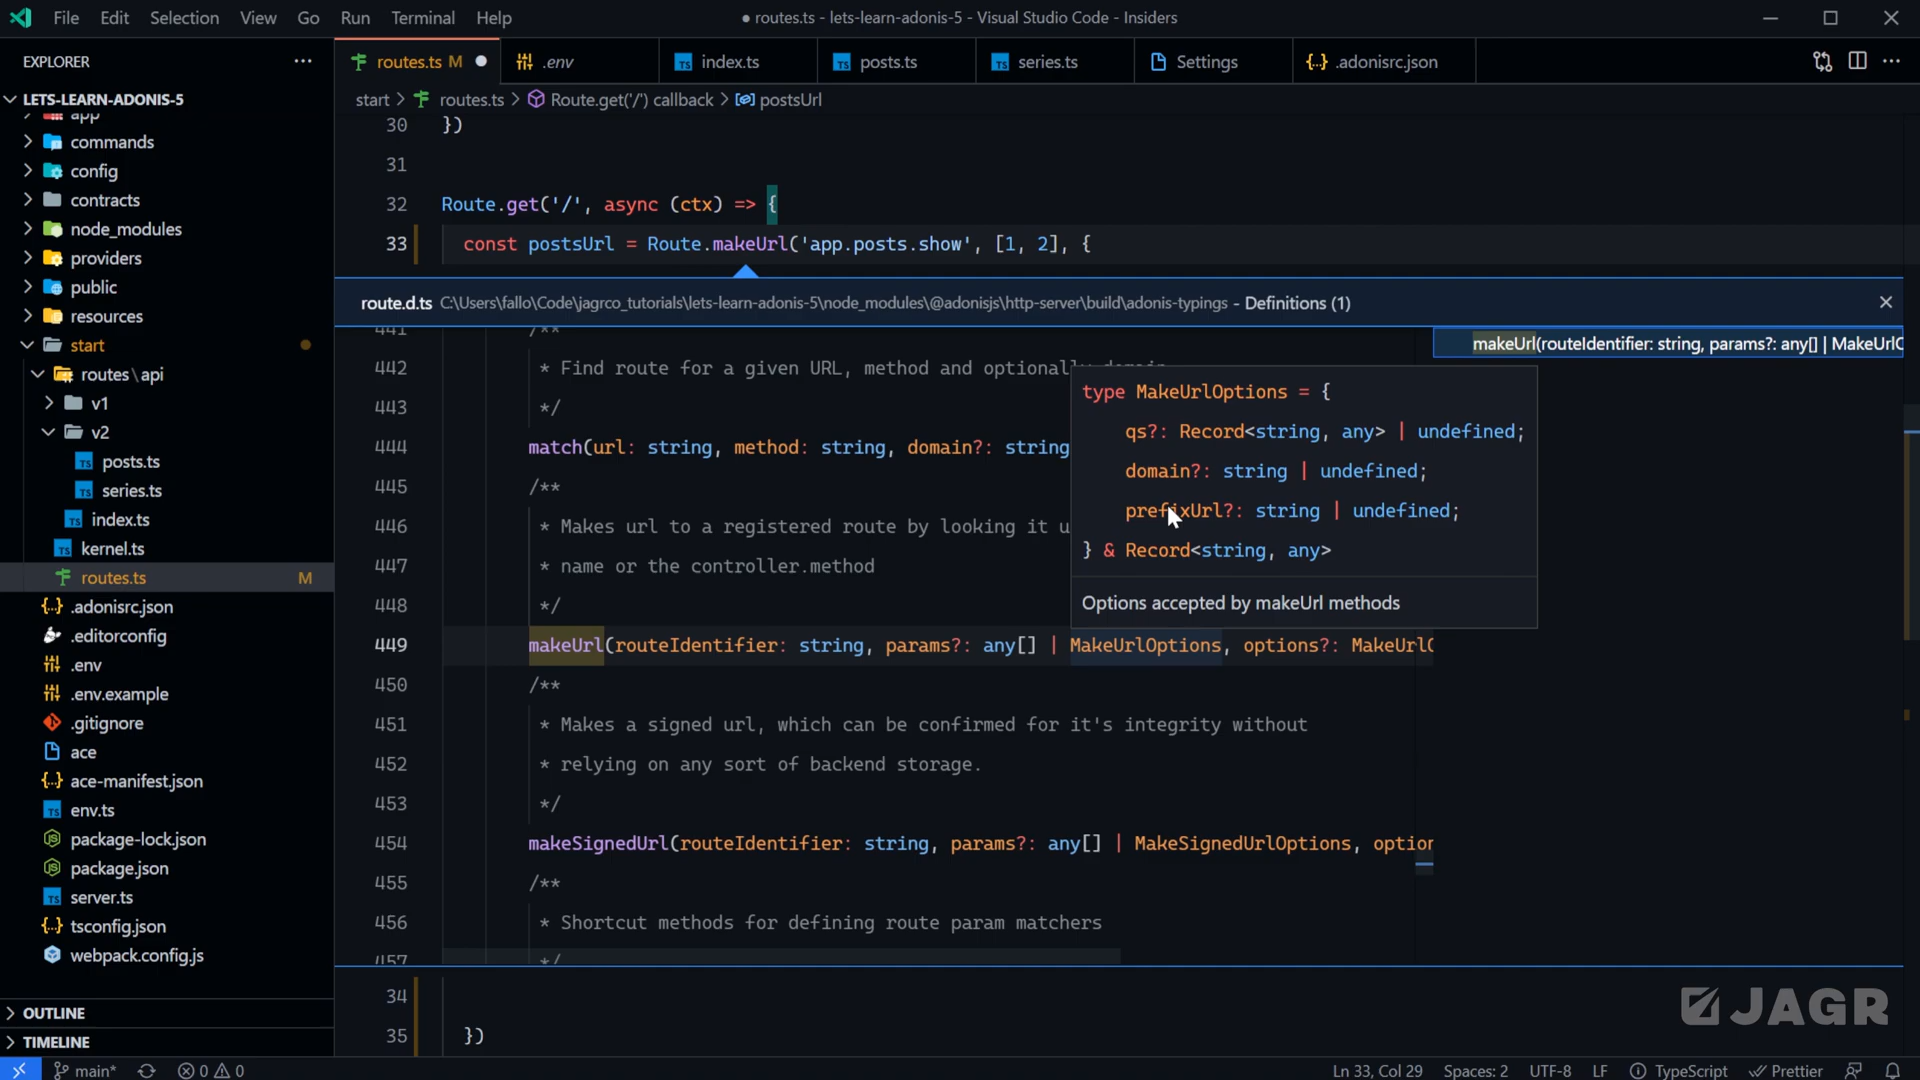 File Edit Selection View Go Run Terminal Help
● routes.ts - lets-learn-adonis-5 - Visual Studio Code - Insiders
EXPLORER
LETS-LEARN-ADONIS-5
app
commands
config
contracts
node_modules
providers
public
resources
start
routes\api
v1
v2
posts.ts
series.ts
index.ts
kernel.ts
routes.ts M
.adonisrc.json
.editorconfig
.env
.env.example
.gitignore
ace
ace-manifest.json
env.ts
package-lock.json
package.json
server.ts
tsconfig.json
webpack.config.js
OUTLINE
TIMELINE
routes.ts M .env index.ts posts.ts series.ts Settings .adonisrc.json
start > routes.ts > Route.get('/') callback > postsUrl
30 })
31
32 Route.get('/', async (ctx) => {
33 const postsUrl = Route.makeUrl('app.posts.show', [1, 2], {
route.d.ts C:\Users\fallo\Code\jagrco_tutorials\lets-learn-adonis-5\node_modules\@adonisjs\http-server\build\adonis-typings - Definitions (1)
makeUrl(routeIdentifier: string, params?: any[] | MakeUrlO
441 /**
442 * Find route for a given URL, method and optionally domain
443 */
444 match(url: string, method: string, domain?: string
445 /**
446 * Makes url to a registered route by looking it u
447 * name or the controller.method
448 */
449 makeUrl(routeIdentifier: string, params?: any[] | MakeUrlOptions, options?: MakeUrlO
450 /**
451 * Makes a signed url, which can be confirmed for it's integrity without
452 * relying on any sort of backend storage.
453 */
454 makeSignedUrl(routeIdentifier: string, params?: any[] | MakeSignedUrlOptions, option
455 /**
456 * Shortcut methods for defining route param matchers
457 */
type MakeUrlOptions = {
qs?: Record<string, any> | undefined;
domain?: string | undefined;
prefixUrl?: string | undefined;
} & Record<string, any>
Options accepted by makeUrl methods
34
35 })
JAGR
main* 0 0 Ln 33, Col 29 Spaces: 2 UTF-8 LF TypeScript Prettier